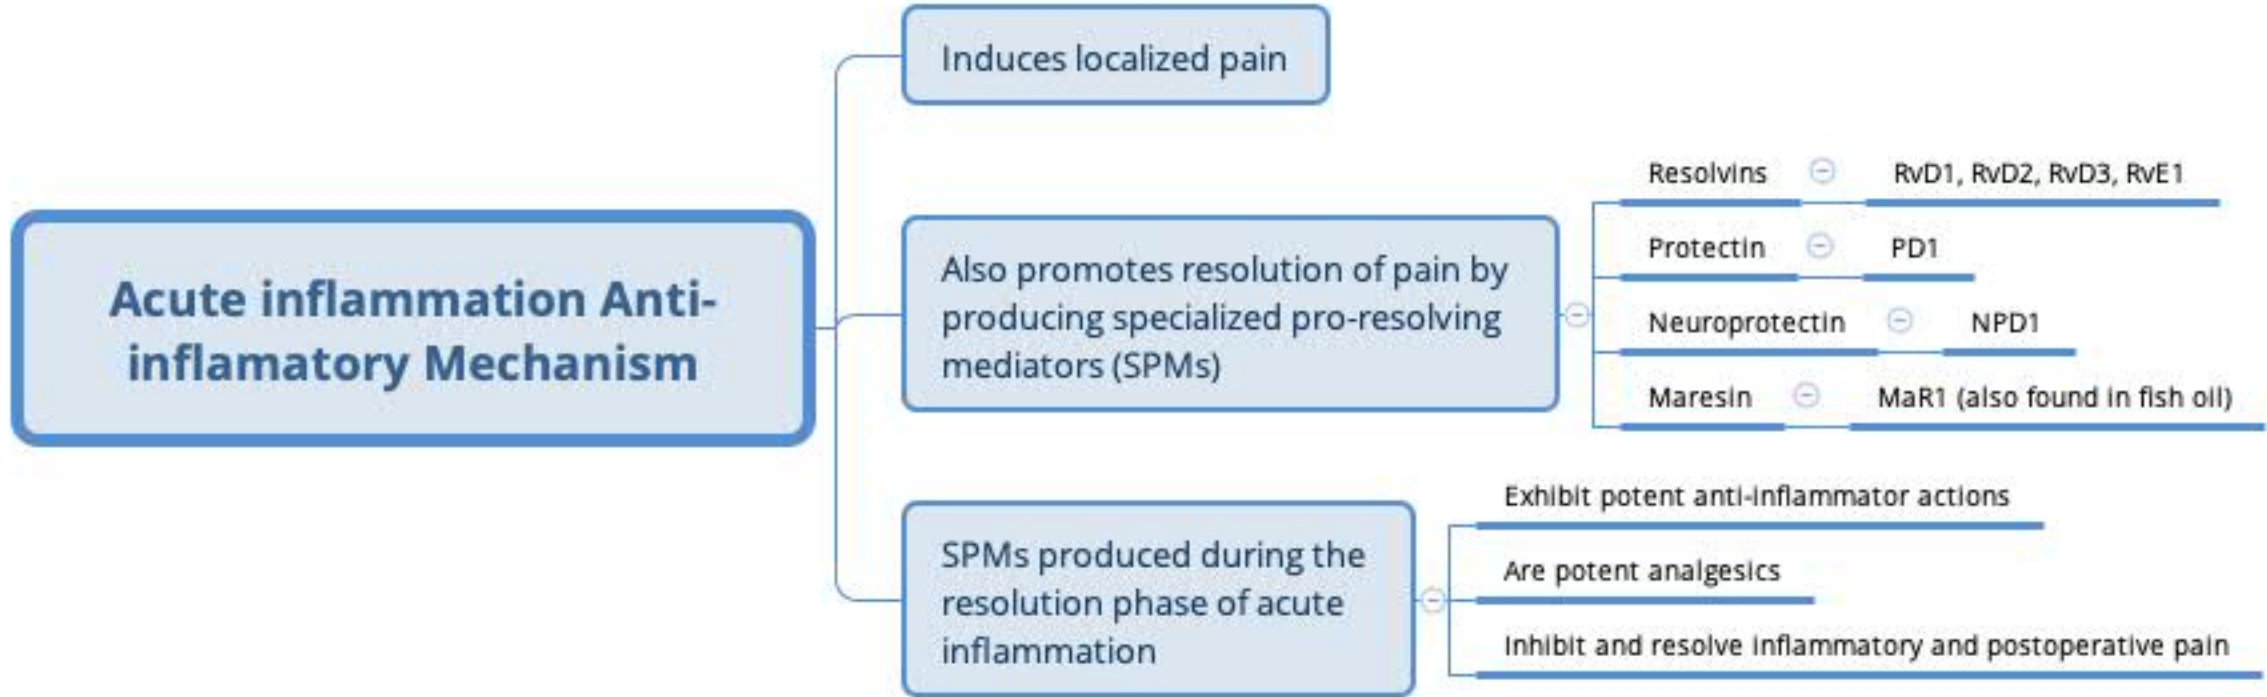 Acute inflammation Anti-
inflamatory Mechanism
Induces localized pain
Also promotes resolution of pain by
producing specialized pro-resolving
mediators (SPMs)
Resolvins
RvD1, RvD2, RvD3, RvE1
Protectin
PD1
Neuroprotectin
NPD1
Maresin
MaR1 (also found in fish oil)
SPMs produced during the
resolution phase of acute
inflammation
Exhibit potent anti-inflammator actions
Are potent analgesics
Inhibit and resolve inflammatory and postoperative pain